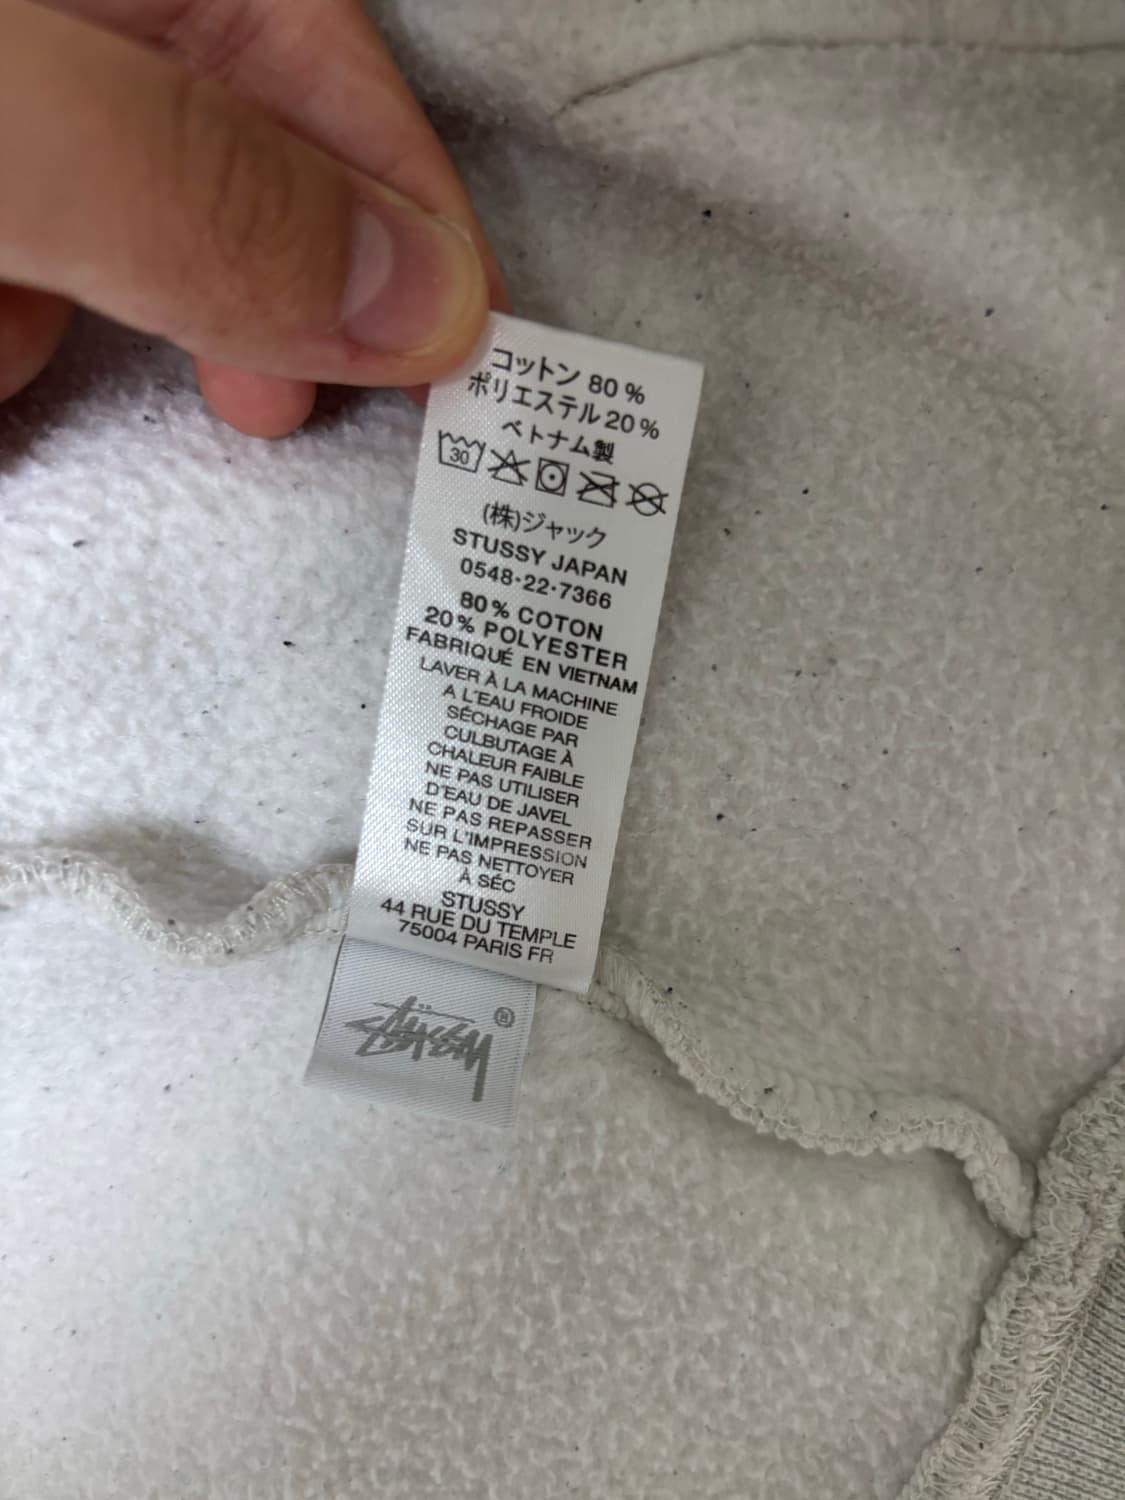 コットン 80 %
ポリエステル 20 %
ベトナム製
30
(株)ジャック
STUSSY JAPAN
0548·22·7366
80 % COTON
20 % POLYESTER
FABRIQUÉ EN VIETNAM
LAVER À LA MACHINE
A L'EAU FROIDE
SÉCHAGE PAR
CULBUTAGE À
CHALEUR FAIBLE
NE PAS UTILISER
D'EAU DE JAVEL
NE PAS REPASSER
SUR L'IMPRESSION
NE PAS NETTOYER
À SÉC
STUSSY
44 RUE DU TEMPLE
75004 PARIS FR
Stüssy ®